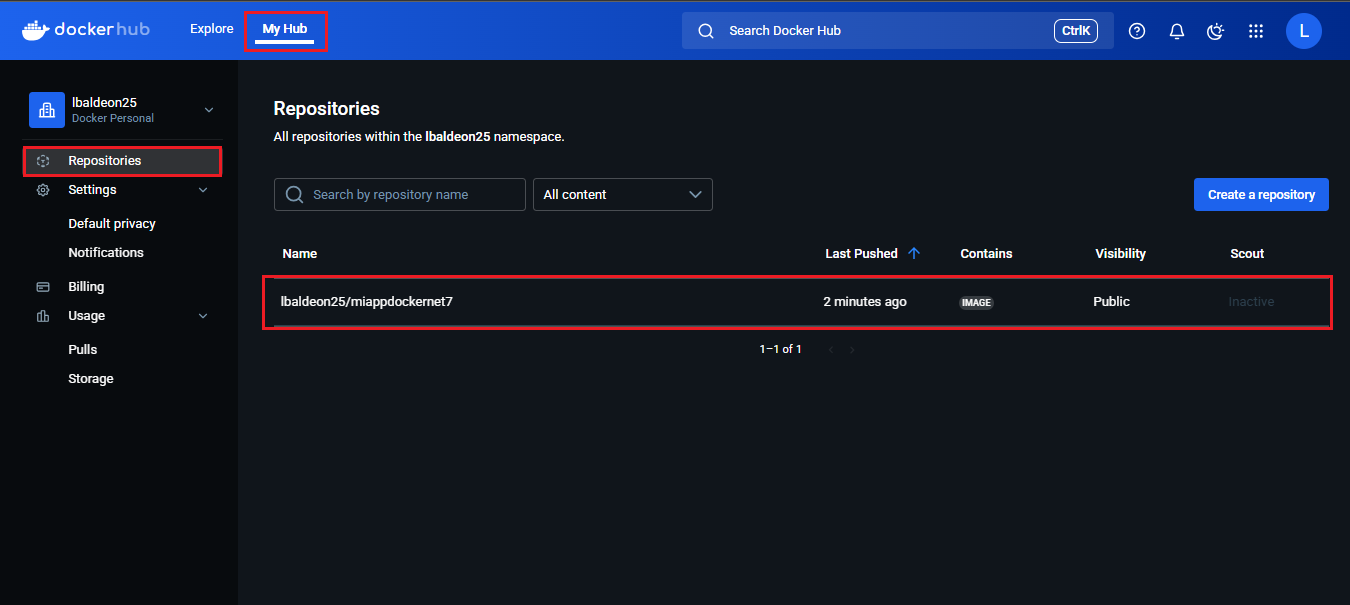 dockerhub
Explore
My Hub
Search Docker Hub
CtrlK
L
lbaldeon25
Docker Personal
Repositories
Settings
Default privacy
Notifications
Billing
Usage
Pulls
Storage
Repositories
All repositories within the lbaldeon25 namespace.
Search by repository name
All content
Create a repository
Name Last Pushed Contains Visibility Scout
lbaldeon25/miappdockernet7 2 minutes ago IMAGE Public Inactive
1–1 of 1